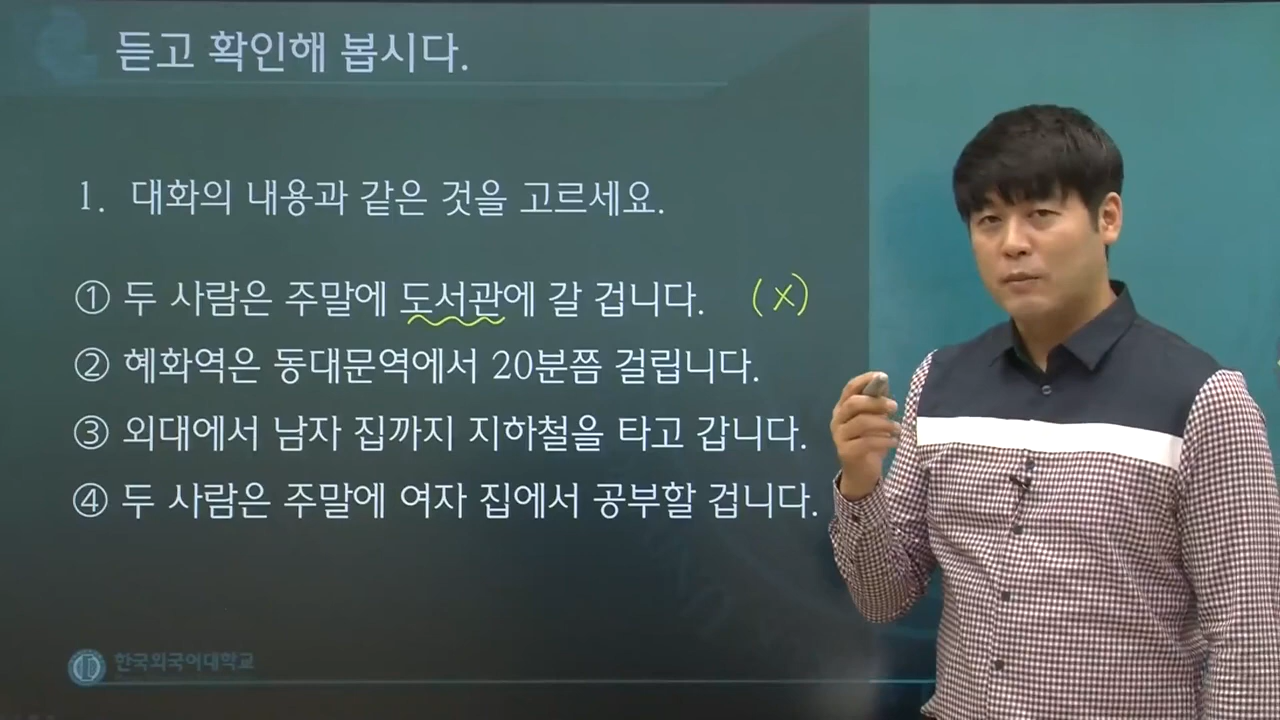 듣고 확인해 봅시다.
1. 대화의 내용과 같은 것을 고르세요.
① 두 사람은 주말에 도서관에 갈 겁니다. (x)
② 혜화역은 동대문역에서 20분쯤 걸립니다.
③ 외대에서 남자 집까지 지하철을 타고 갑니다.
④ 두 사람은 주말에 여자 집에서 공부할 겁니다.
한국외국어대학교